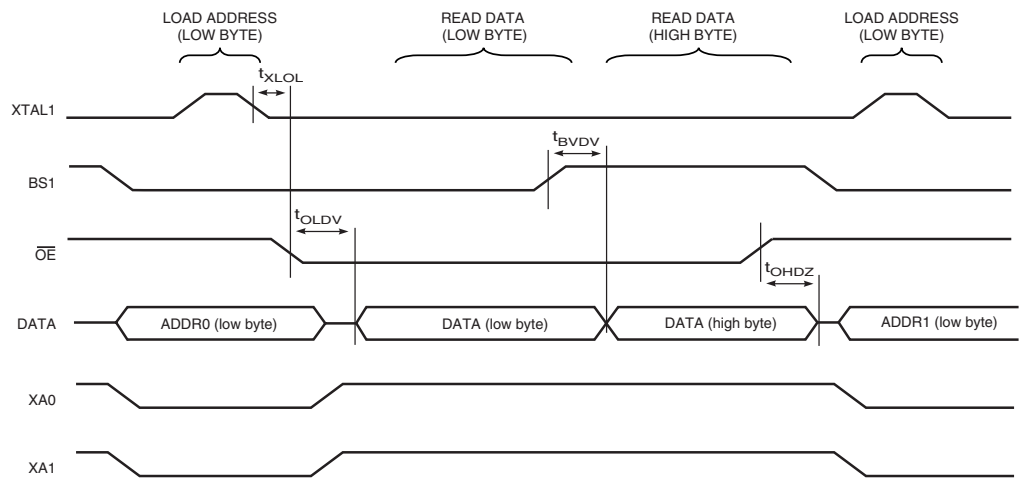 LOAD ADDRESS
(LOW BYTE)
READ DATA
(LOW BYTE)
READ DATA
(HIGH BYTE)
LOAD ADDRESS
(LOW BYTE)
tXLOL
XTAL1
tBVDV
BS1
tOLDV
OE
tOHDZ
DATA
ADDR0 (low byte)
DATA (low byte)
DATA (high byte)
ADDR1 (low byte)
XA0
XA1